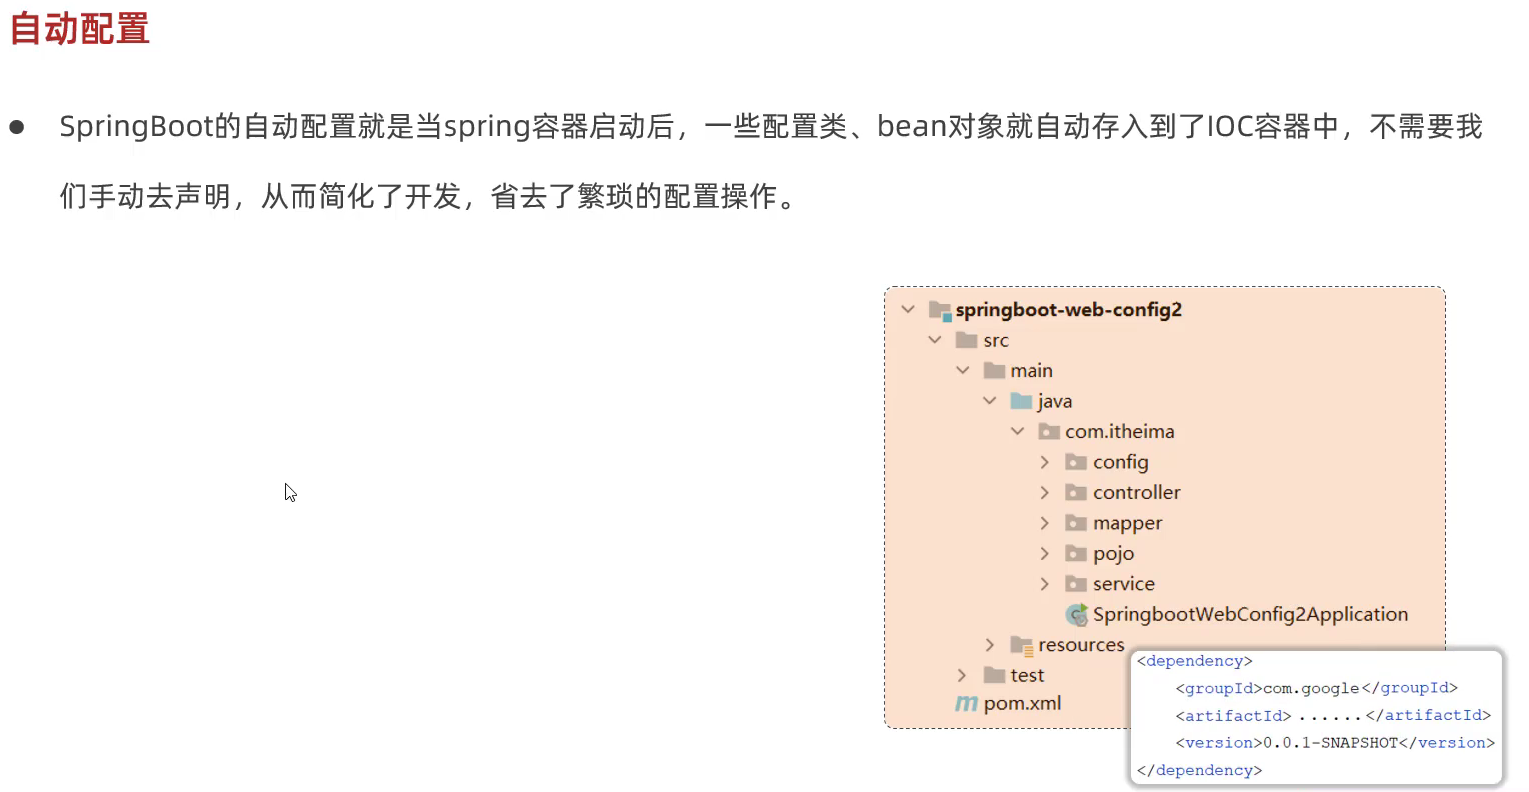 自动配置
● SpringBoot的自动配置就是当spring容器启动后，一些配置类、bean对象就自动存入到了IOC容器中，不需要我
们手动去声明，从而简化了开发，省去了繁琐的配置操作。
springboot-web-config2
src
main
java
com.itheima
config
controller
mapper
pojo
service
SpringbootWebConfig2Application
resources
test
pom.xml
<dependency>
<groupId>com.google</groupId>
<artifactId>......</artifactId>
<version>0.0.1-SNAPSHOT</version>
</dependency>